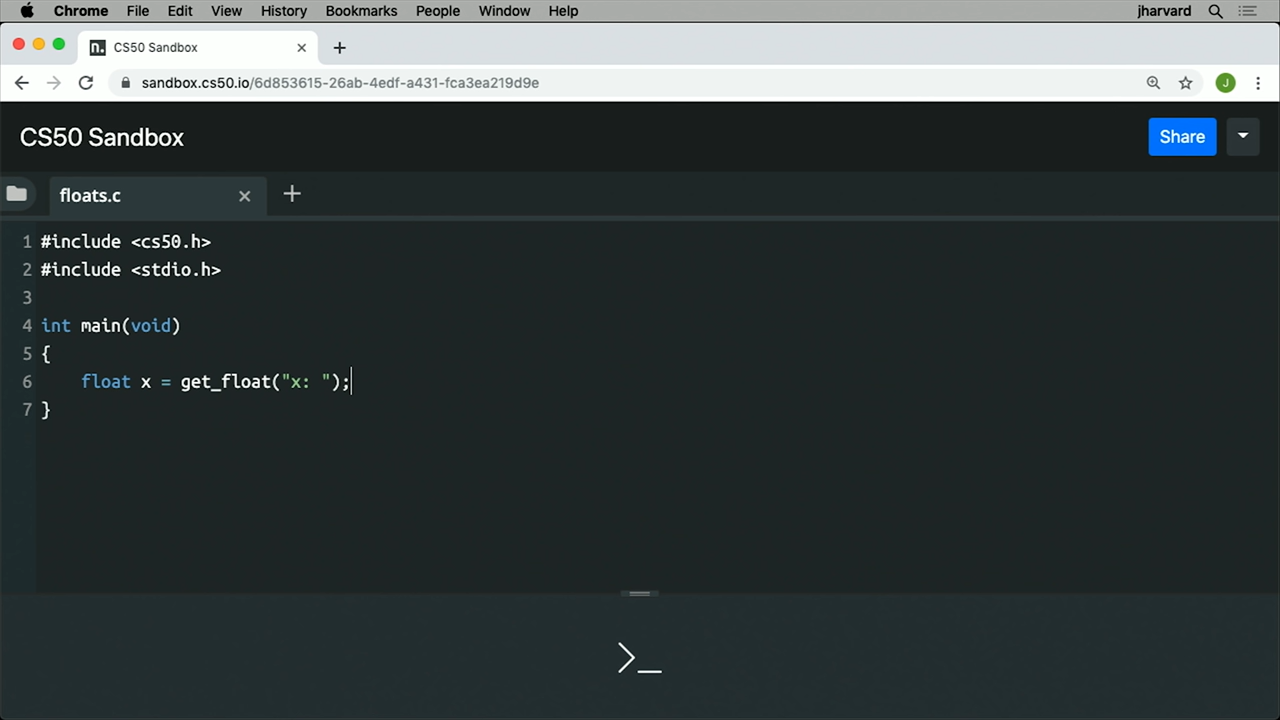 Chrome File Edit View History Bookmarks People Window Help jharvard
n. CS50 Sandbox
sandbox.cs50.io/6d853615-26ab-4edf-a431-fca3ea219d9e J
CS50 Sandbox Share
floats.c
1 #include <cs50.h>
2 #include <stdio.h>
3
4 int main(void)
5 {
6     float x = get_float("x: ");
7 }
>_